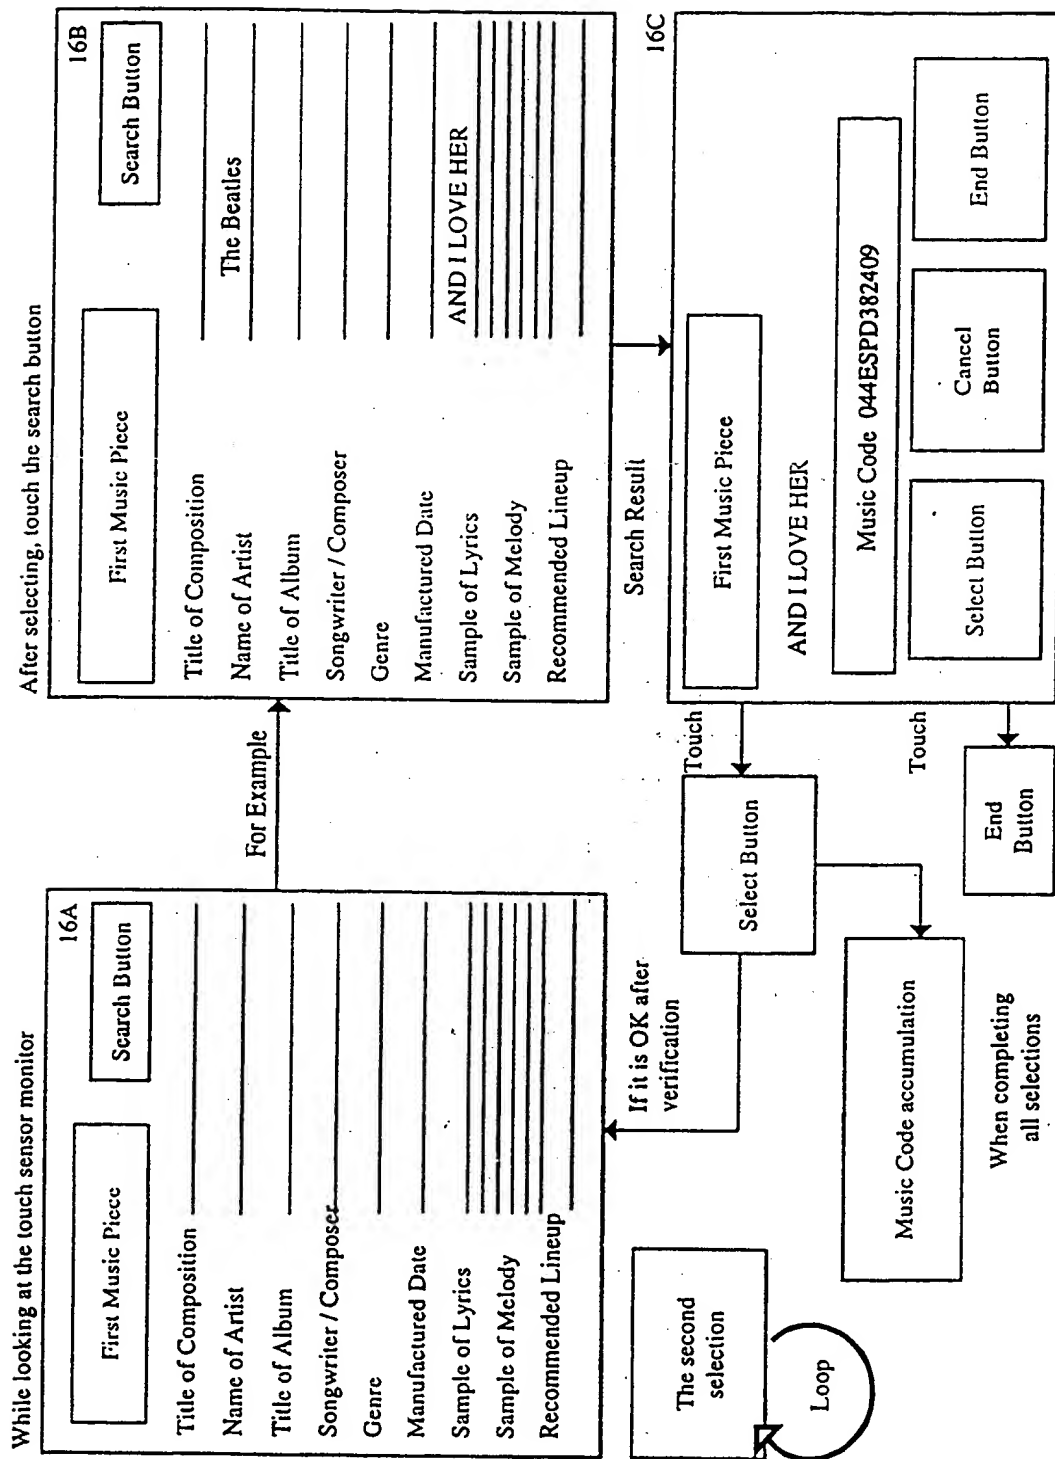 While looking at the touch sensor monitor
16A
First Music Piece
Search Button
Title of Composition
Name of Artist
Title of Album
Songwriter / Composer
Genre
Manufactured Date
Sample of Lyrics
Sample of Melody
Recommended Lineup
For Example
After selecting, touch the search button
16B
First Music Piece
Search Button
Title of Composition
Name of Artist
The Beatles
Title of Album
Songwriter / Composer
Genre
Manufactured Date
Sample of Lyrics
AND I LOVE HER
Sample of Melody
Recommended Lineup
Search Result
16C
First Music Piece
AND I LOVE HER
Music Code 044ESPD382409
Select Button
Cancel
Button
End Button
Touch
Select Button
Touch
End
Button
If it is OK after
verification
Music Code accumulation
When completing
all selections
The second
selection
Loop